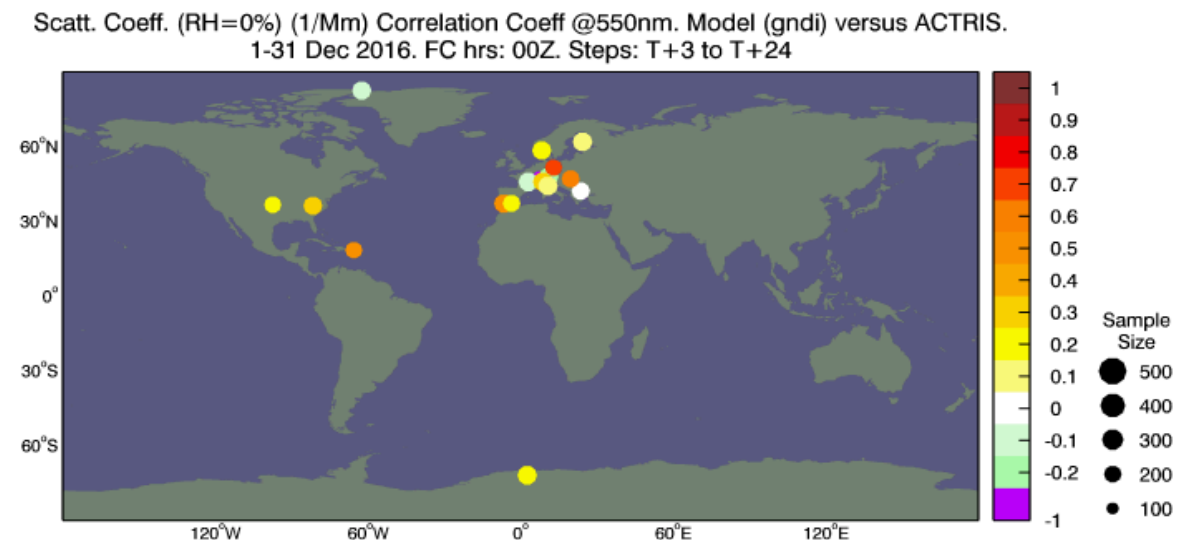 Scatt. Coeff. (RH=0%) (1/Mm) Correlation Coeff @550nm. Model (gndi) versus ACTRIS.
1-31 Dec 2016. FC hrs: 00Z. Steps: T+3 to T+24
60°N
30°N
0°
30°S
60°S
120°W
60°W
0°
60°E
120°E
1
0.9
0.8
0.7
0.6
0.5
0.4
0.3
0.2
0.1
0
-0.1
-0.2
-1
Sample
Size
500
400
300
200
100